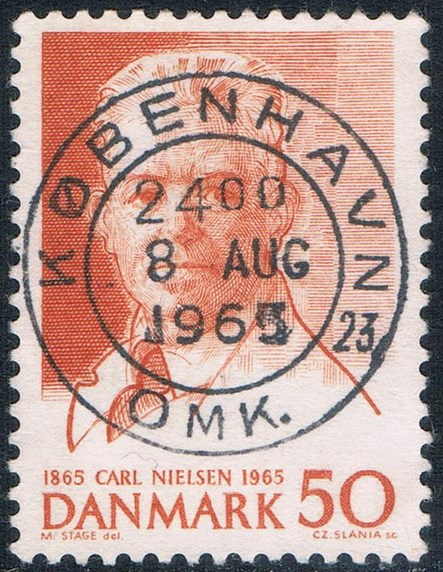 KØBENHAVN
2400
8 AUG
1965
23
OMK.
1865 CARL NIELSEN 1965
DANMARK 50
M. STAGE del. CZ.SLANIA sc